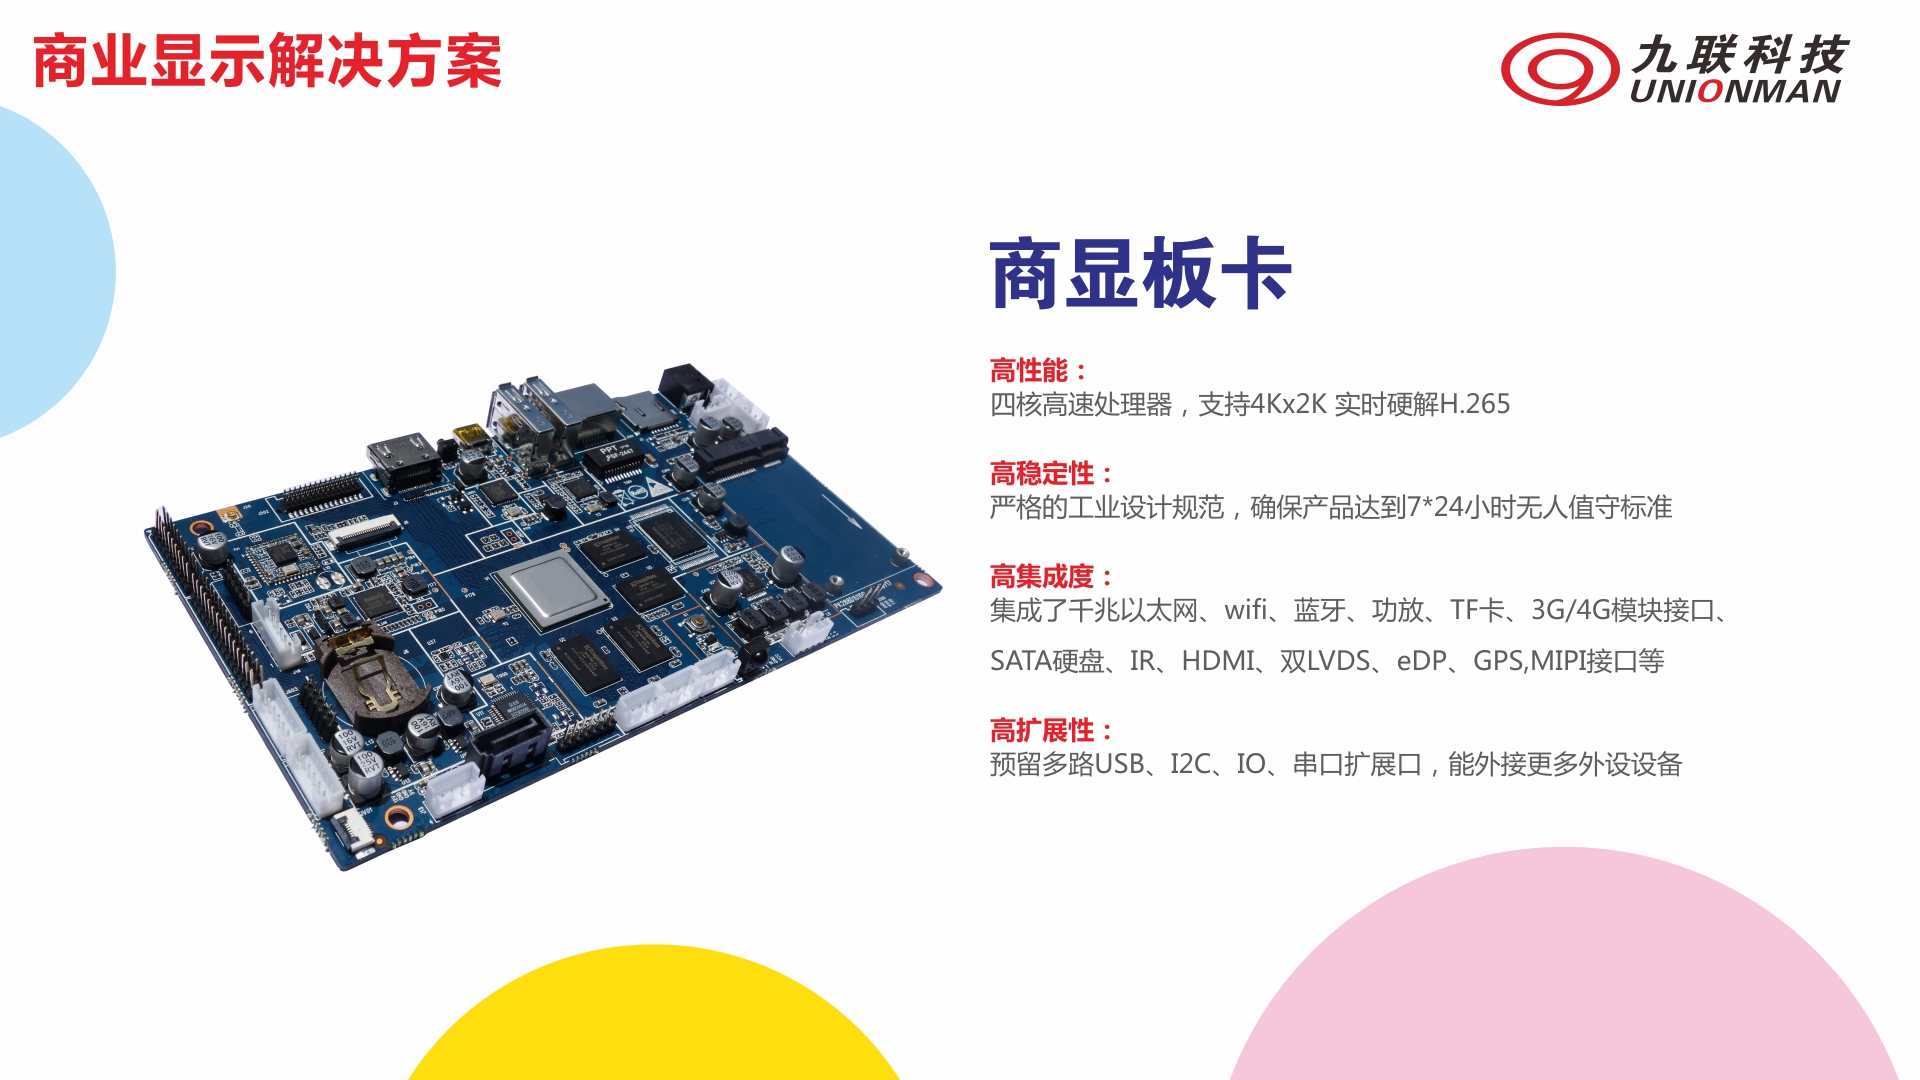 商业显示解决方案
九联科技
UNIONMAN
商显板卡
高性能：
四核高速处理器，支持4Kx2K 实时硬解H.265
高稳定性：
严格的工业设计规范，确保产品达到7*24小时无人值守标准
高集成度：
集成了千兆以太网、wifi、蓝牙、功放、TF卡、3G/4G模块接口、
SATA硬盘、IR、HDMI、双LVDS、eDP、GPS,MIPI接口等
高扩展性：
预留多路USB、I2C、IO、串口扩展口，能外接更多外设设备
PPT